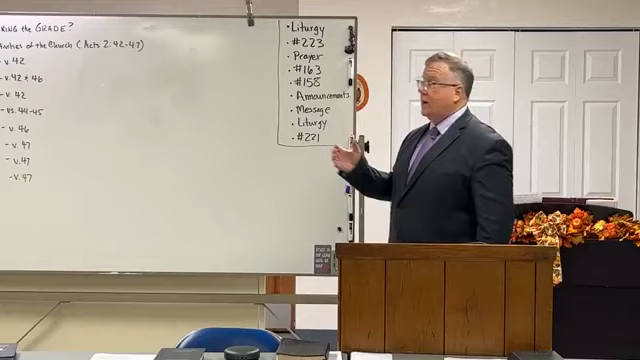 KING the GRADE?
of the Church (Acts 2:42-47)
- v. 42
- v. 42 + 46
- v. 42
- vs. 44-45
- v. 46
- v. 47
- v. 47
- v. 47
• Liturgy
• #223
• Prayer
• #163
• #158
• Announcements
• Message
• Liturgy
• #221